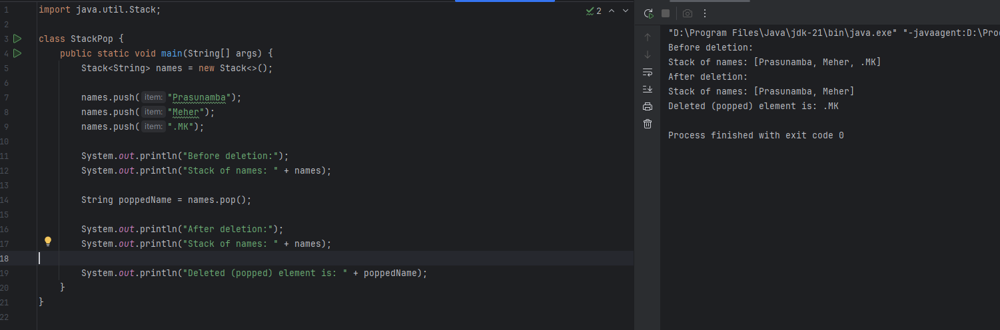 1 import java.util.Stack;
2
3 class StackPop {
4 public static void main(String[] args) {
5 Stack<String> names = new Stack<>();
6
7 names.push( item: "Prasunamba");
8 names.push( item: "Meher");
9 names.push( item: ".MK");
10
11 System.out.println("Before deletion:");
12 System.out.println("Stack of names: " + names);
13
14 String poppedName = names.pop();
15
16 System.out.println("After deletion:");
17 System.out.println("Stack of names: " + names);
18
19 System.out.println("Deleted (popped) element is: " + poppedName);
20 }
21 }
22
2
"D:\Program Files\Java\jdk-21\bin\java.exe" "-javaagent:D:\Pro
Before deletion:
Stack of names: [Prasunamba, Meher, .MK]
After deletion:
Stack of names: [Prasunamba, Meher]
Deleted (popped) element is: .MK
Process finished with exit code 0